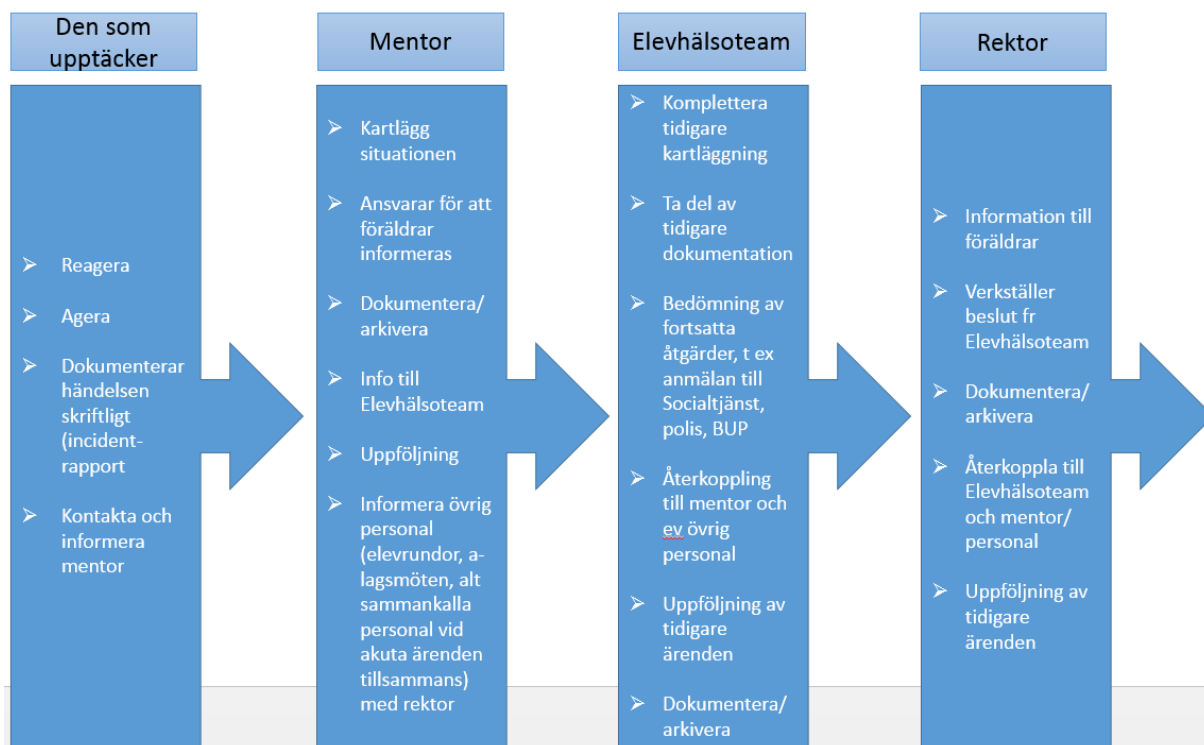 Den som
upptäcker
➢ Reagera
➢ Agera
➢ Dokumenterar
händelsen
skriftligt
(incident-
rapport
➢ Kontakta och
informera
mentor
Mentor
➢ Kartlägg
situationen
➢ Ansvarar för att
föräldrar
informeras
➢ Dokumentera/
arkivera
➢ Info till
Elevhälsoteam
➢ Uppföljning
➢ Informera övrig
personal
(elevrundor, a-
lagsmöten, alt
sammankalla
personal vid
akuta ärenden
tillsammans)
med rektor
Elevhälsoteam
➢ Komplettera
tidigare
kartläggning
➢ Ta del av
tidigare
dokumentation
➢ Bedömning av
fortsatta
åtgärder, t ex
anmälan till
Socialtjänst,
polis, BUP
➢ Återkoppling
till mentor och
ev övrig
personal
➢ Uppföljning av
tidigare
ärenden
➢ Dokumentera/
arkivera
Rektor
➢ Information till
föräldrar
➢ Verkställer
beslut fr
Elevhälsoteam
➢ Dokumentera/
arkivera
➢ Återkoppla till
Elevhälsoteam
och mentor/
personal
➢ Uppföljning av
tidigare
ärenden